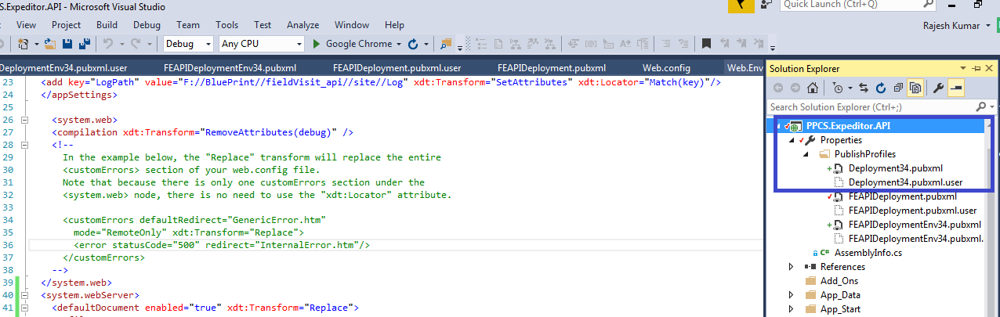 CS.Expeditor.API - Microsoft Visual Studio
Quick Launch (Ctrl+Q)
View Project Build Debug Team Tools Test Analyze Window Help
Rajesh Kumar
Debug Any CPU Google Chrome
DeploymentEnv34.pubxml.user FEAPIDeployment.pubxml.user FEAPIDeployment.pubxml Web.config Web.Env
23 <add key="LogPath" value="F://BluePrint//fieldVisit_api//site//Log" xdt:Transform="SetAttributes" xdt:Locator="Match(key)"/>
24 </appSettings>
25
26 <system.web>
27 <compilation xdt:Transform="RemoveAttributes(debug)" />
28 <!--
29 In the example below, the "Replace" transform will replace the entire
30 <customErrors> section of your web.config file.
31 Note that because there is only one customErrors section under the
32 <system.web> node, there is no need to use the "xdt:Locator" attribute.
33
34 <customErrors defaultRedirect="GenericError.htm"
35 mode="RemoteOnly" xdt:Transform="Replace">
36 <error statusCode="500" redirect="InternalError.htm"/>
37 </customErrors>
38 -->
39 </system.web>
40 <system.webServer>
41 <defaultDocument enabled="true" xdt:Transform="Replace">
Solution Explorer
Search Solution Explorer (Ctrl+;)
PPCS.Expeditor.API
Properties
PublishProfiles
Deployment34.pubxml
Deployment34.pubxml.user
FEAPIDeployment.pubxml
FEAPIDeployment.pubxml.user
FEAPIDeploymentEnv34.pubxml
FEAPIDeploymentEnv34.pubxml.
C# AssemblyInfo.cs
References
Add_Ons
App_Data
App_Start